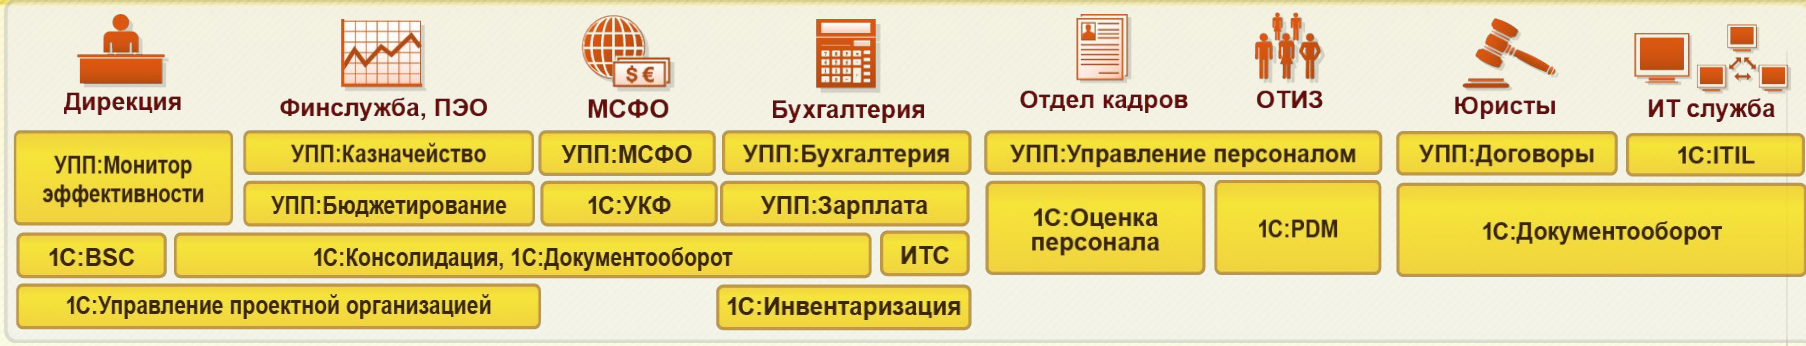 $ €
Дирекция
Финслужба, ПЭО
МСФО
Бухгалтерия
Отдел кадров
ОТИЗ
Юристы
ИТ служба
УПП:Монитор
эффективности
УПП:Казначейство
УПП:МСФО
УПП:Бухгалтерия
УПП:Управление персоналом
УПП:Договоры
1С:ITIL
УПП:Бюджетирование
1С:УКФ
УПП:Зарплата
1С:Оценка
персонала
1С:PDM
1С:Документооборот
1С:BSC
1С:Консолидация, 1С:Документооборот
ИТС
1С:Управление проектной организацией
1С:Инвентаризация